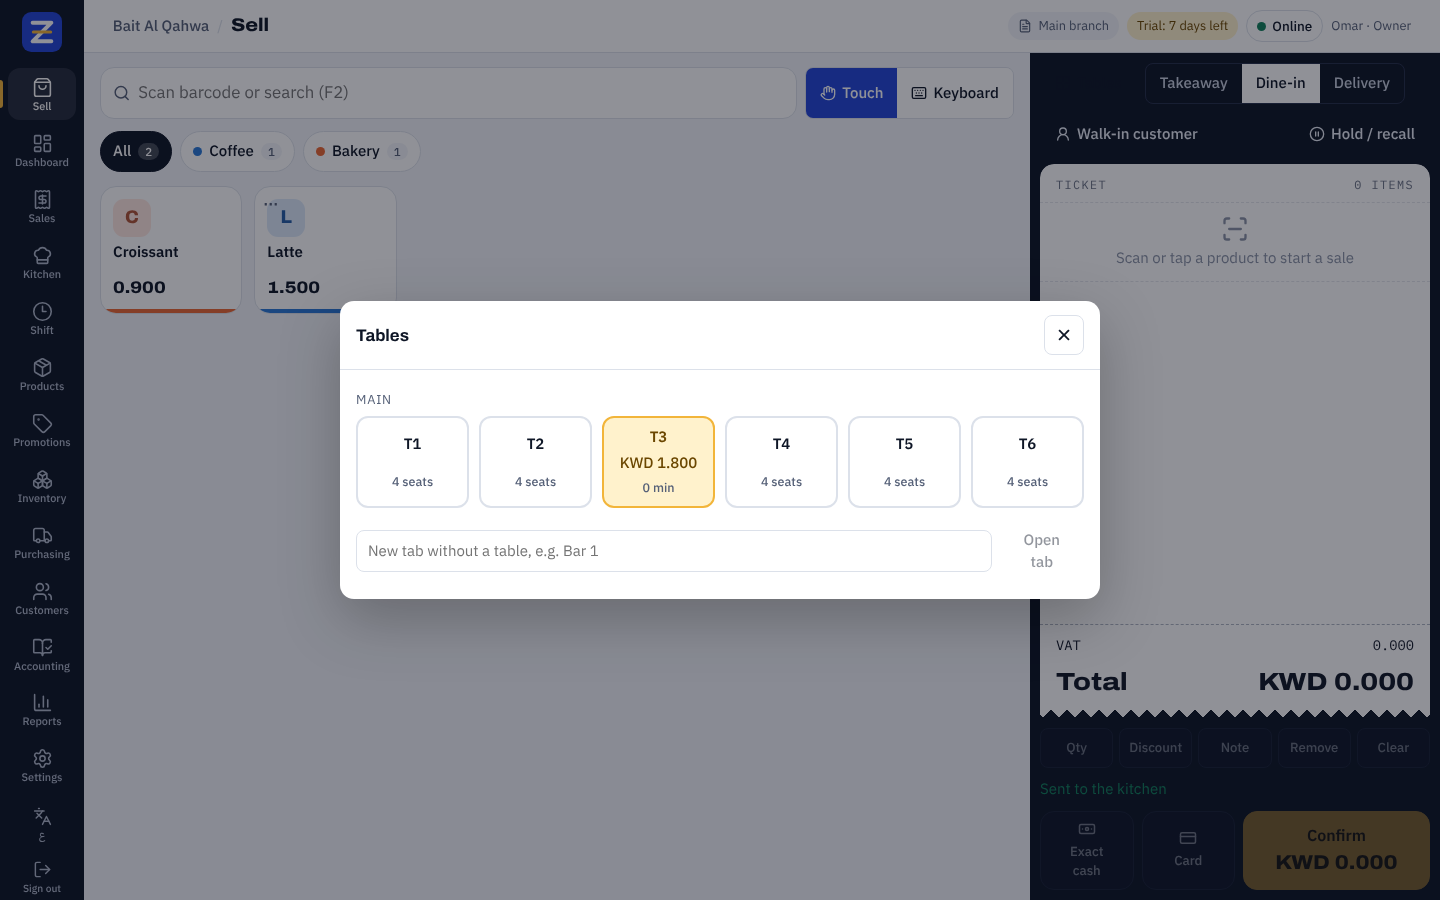 Z
Sell
Dashboard
Sales
Kitchen
Shift
Products
Promotions
Inventory
Purchasing
Customers
Accounting
Reports
Settings
ع
Sign out
Bait Al Qahwa / Sell
Main branch
Trial: 7 days left
Online
Omar · Owner
Scan barcode or search (F2)
Touch
Keyboard
All 2
Coffee 1
Bakery 1
C
Croissant
0.900
L
Latte
1.500
Takeaway
Dine-in
Delivery
Walk-in customer
Hold / recall
TICKET
0 ITEMS
Scan or tap a product to start a sale
Tables
MAIN
T1
4 seats
T2
4 seats
T3
KWD 1.800
0 min
T4
4 seats
T5
4 seats
T6
4 seats
New tab without a table, e.g. Bar 1
Open
tab
VAT
0.000
Total
KWD 0.000
Qty
Discount
Note
Remove
Clear
Sent to the kitchen
Exact
cash
Card
Confirm
KWD 0.000